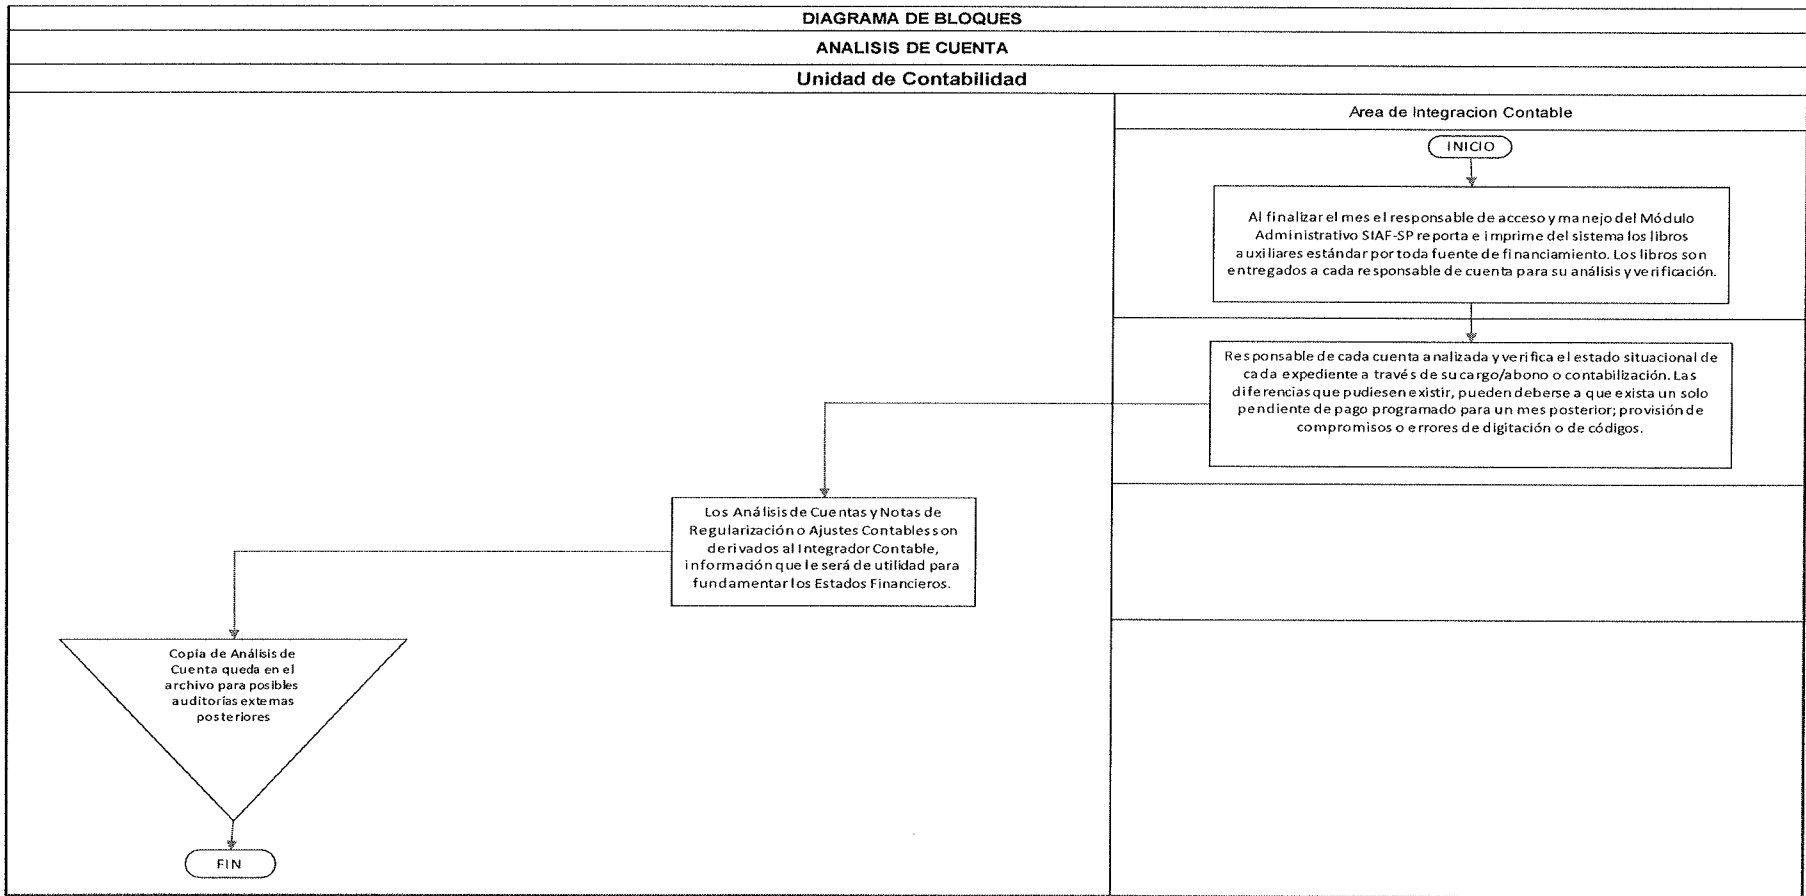 DIAGRAMA DE BLOQUES
ANALISIS DE CUENTA
Unidad de Contabilidad
Area de Integracion Contable
INICIO
Al finalizar el mes el responsable de acceso y manejo del Módulo
Administrativo SIAF-SP reporta e imprime del sistema los libros
auxiliares estándar por toda fuente de financiamiento. Los libros son
entregados a cada responsable de cuenta para su análisis y verificación.
Responsable de cada cuenta analizada y verifica el estado situacional de
cada expediente a través de su cargo/abono o contabilización. Las
diferencias que pudiesen existir, pueden deberse a que exista un solo
pendiente de pago programado para un mes posterior; provisión de
compromisos o errores de digitación o de códigos.
Los Análisis de Cuentas y Notas de
Regularización o Ajustes Contables son
derivados al Integrador Contable,
información que le será de utilidad para
fundamentar los Estados Financieros.
Copia de Análisis de
Cuenta queda en el
archivo para posibles
auditorías externas
posteriores
FIN